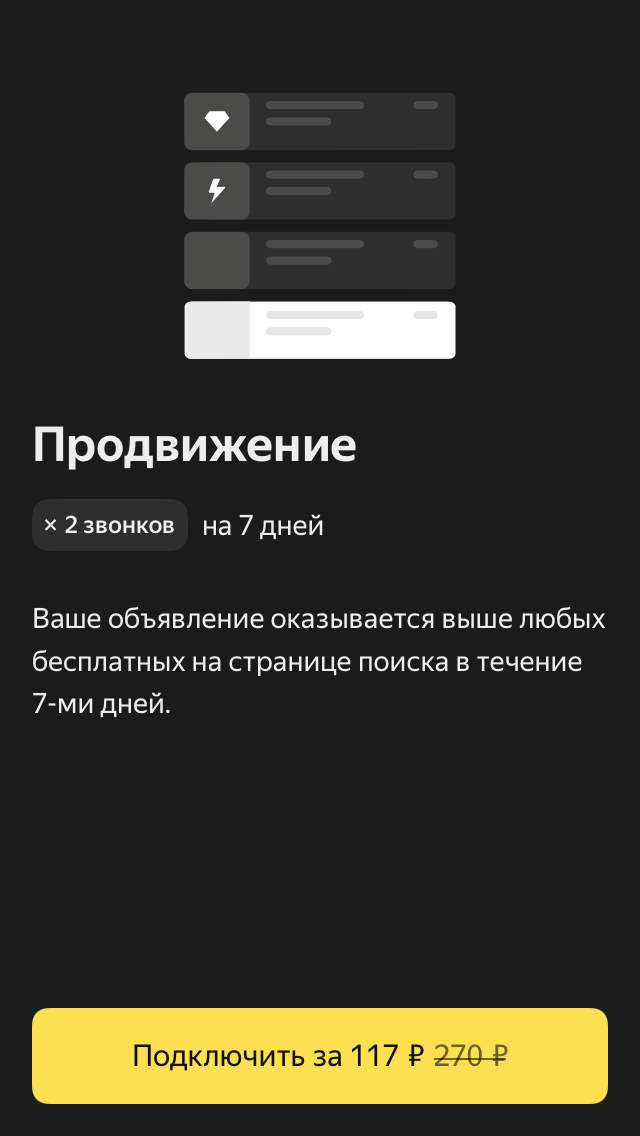 Продвижение
× 2 звонков на 7 дней
Ваше объявление оказывается выше любых
бесплатных на странице поиска в течение
7-ми дней.
Подключить за 117 ₽ 270 ₽